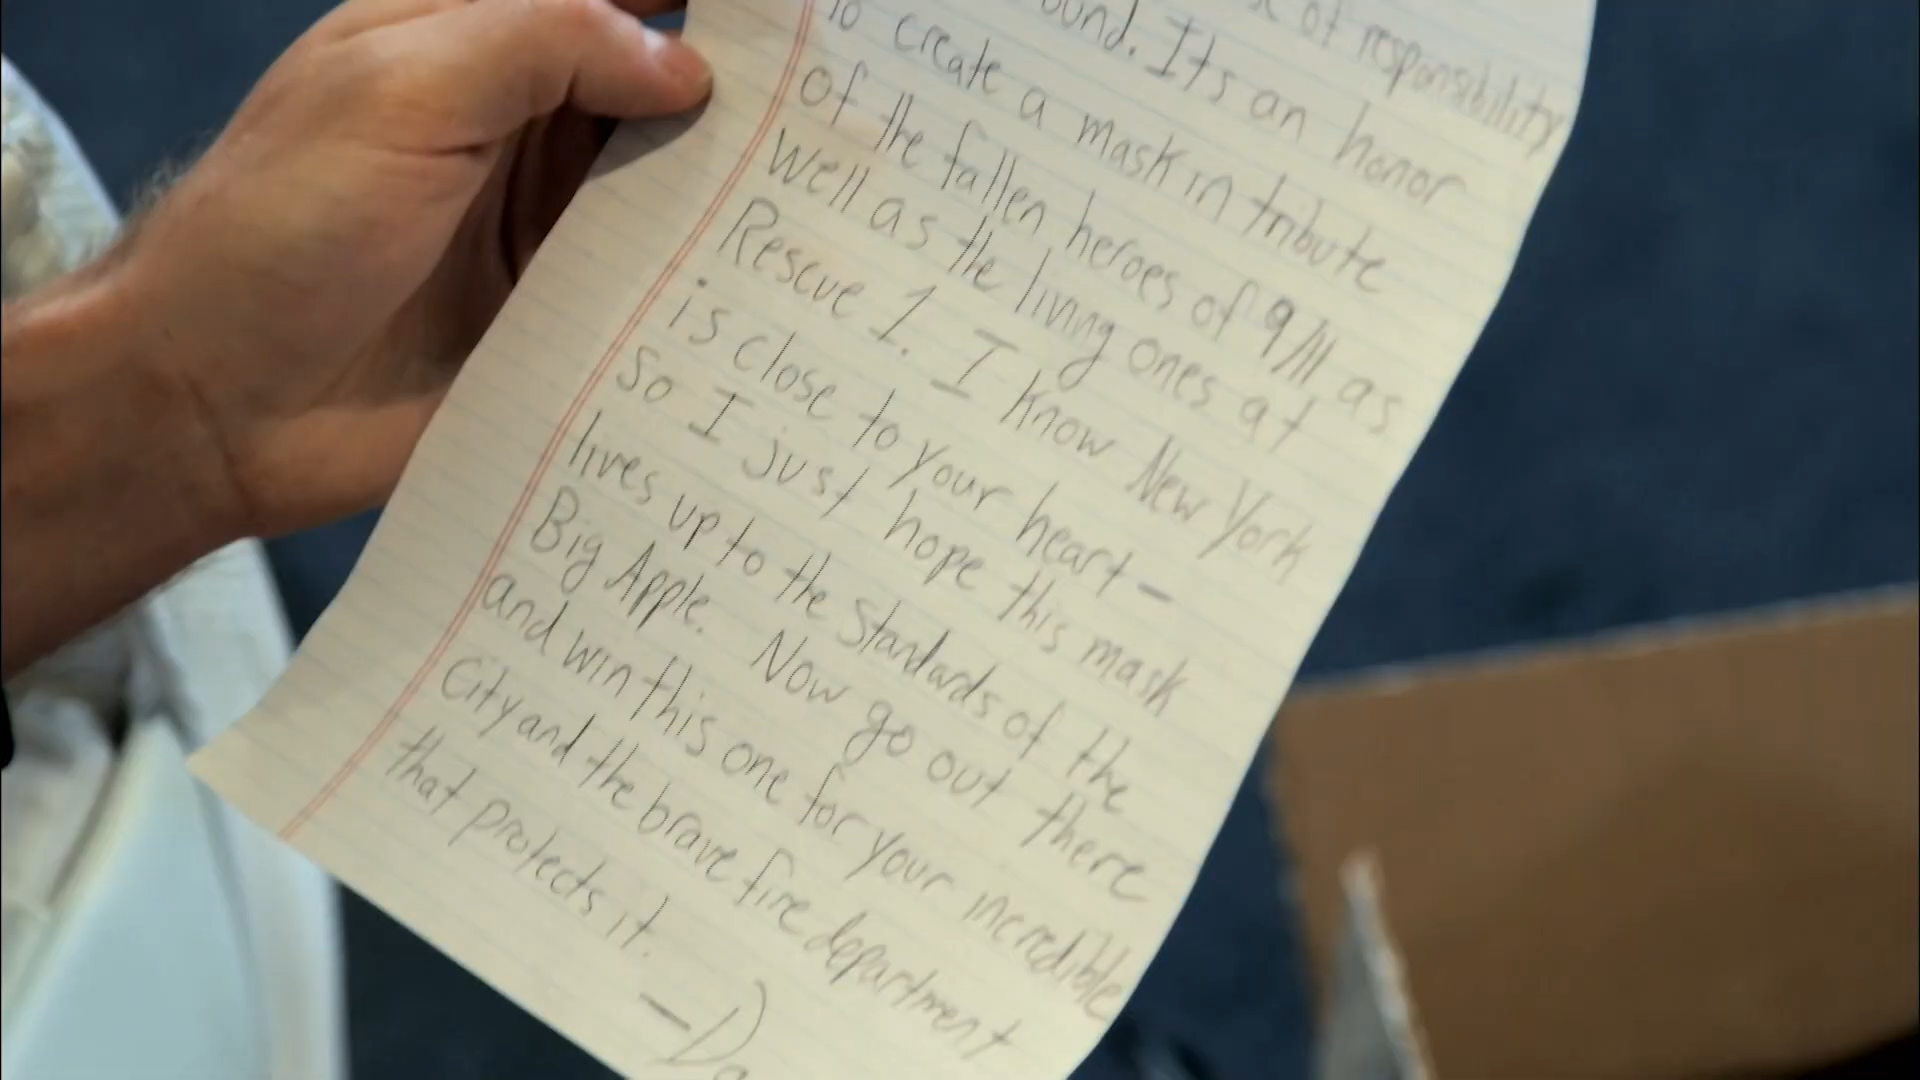 of responsibility
ound. Its an honor
to create a mask in tribute
of the fallen heroes of 9/11 as
well as the living ones at
Rescue 1. I know New York
is close to your heart -
so I just hope this mask
lives up to the standards of the
Big Apple. Now go out there
and win this one for your incredible
City and the brave fire department
that protects it.
-Da